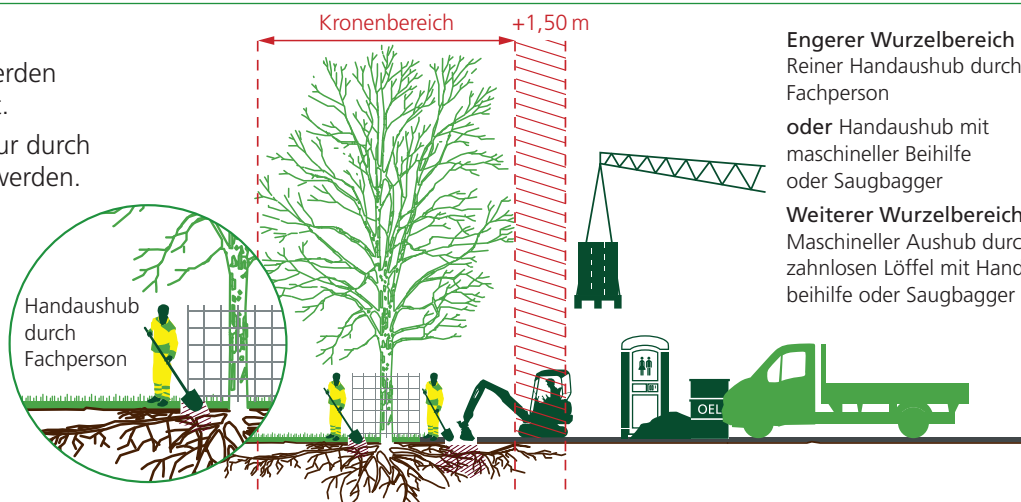 Kronenbereich
+1,50 m
erden
ur durch
werden.
Engerer Wurzelbereich
Reiner Handaushub durch
Fachperson
oder Handaushub mit
maschineller Beihilfe
oder Saugbagger
Weiterer Wurzelbereich
Maschineller Aushub durc
zahnlosen Löffel mit Hand
beihilfe oder Saugbagger
Handaushub
durch
Fachperson
OEL